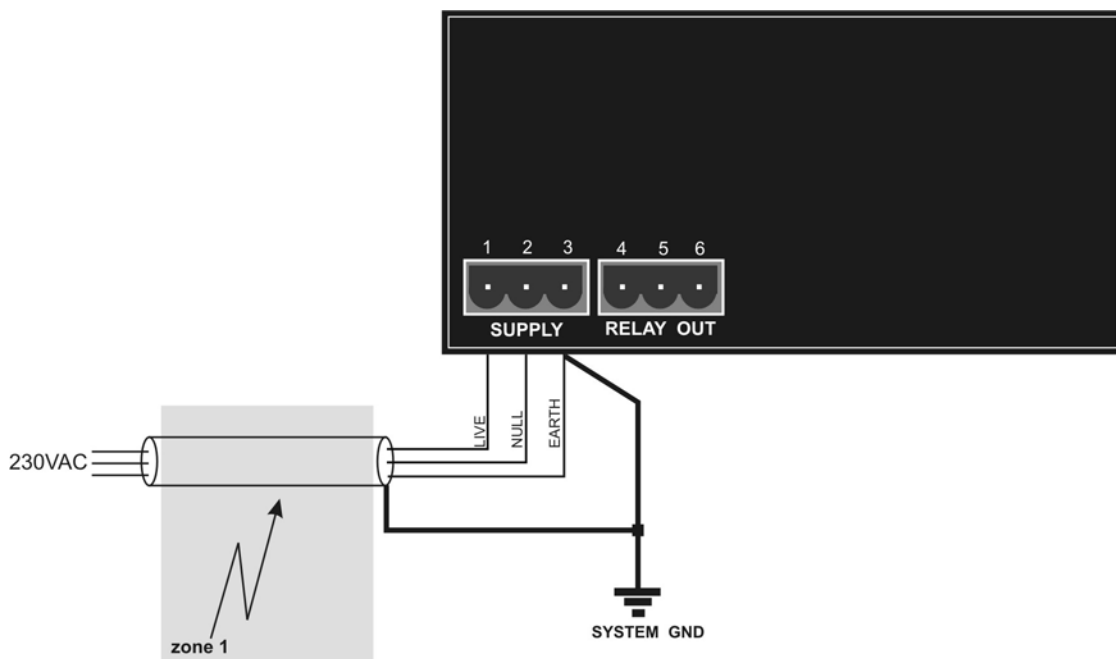 1 2 3 4 5 6
SUPPLY RELAY OUT
LIVE
NULL
EARTH
230VAC
zone 1
SYSTEM GND